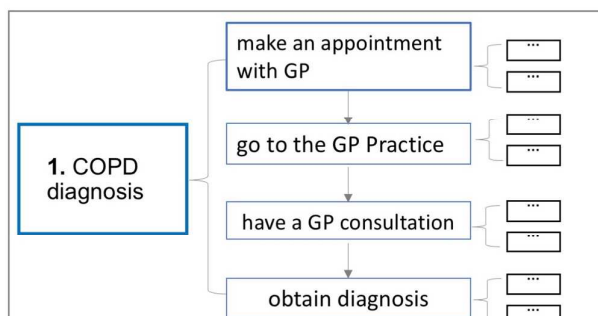 make an appointment
with GP
...
...
1. COPD
diagnosis
go to the GP Practice
...
...
have a GP consultation
...
...
obtain diagnosis
...
...